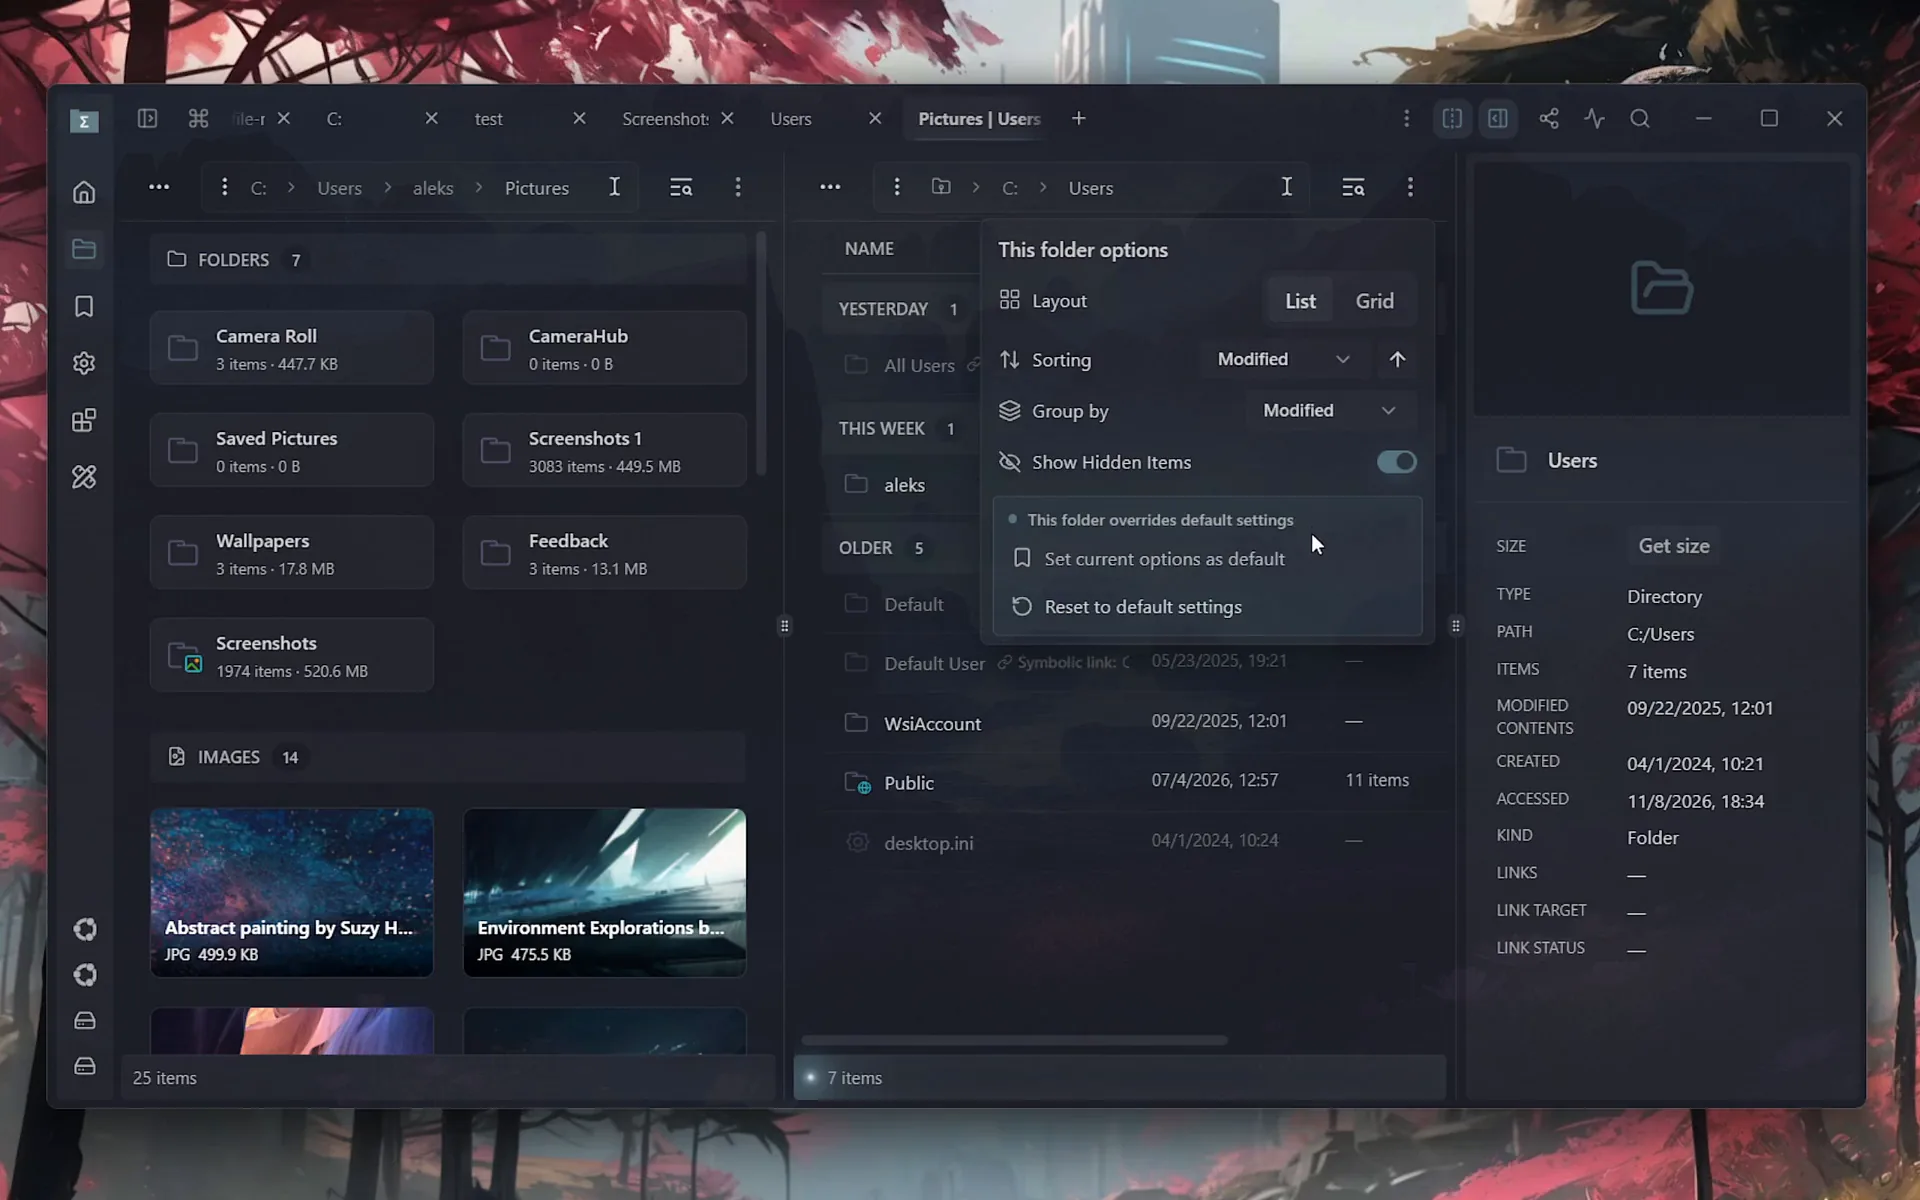 Σ
C:
test
Screenshots
Users
Pictures | Users
C:
Users
aleks
Pictures
C:
Users
FOLDERS 7
Camera Roll
3 items · 447.7 KB
CameraHub
0 items · 0 B
Saved Pictures
0 items · 0 B
Screenshots 1
3083 items · 449.5 MB
Wallpapers
3 items · 17.8 MB
Feedback
3 items · 13.1 MB
Screenshots
1974 items · 520.6 MB
IMAGES 14
Abstract painting by Suzy H...
JPG 499.9 KB
Environment Explorations b...
JPG 475.5 KB
25 items
NAME
YESTERDAY 1
All Users
THIS WEEK 1
aleks
OLDER 5
Default
Default User Symbolic link: 05/23/2025, 19:21 —
WsiAccount 09/22/2025, 12:01 —
Public 07/4/2026, 12:57 11 items
desktop.ini 04/1/2024, 10:24 —
7 items
This folder options
Layout List Grid
Sorting Modified
Group by Modified
Show Hidden Items
This folder overrides default settings
Set current options as default
Reset to default settings
Users
SIZE Get size
TYPE Directory
PATH C:/Users
ITEMS 7 items
MODIFIED
CONTENTS 09/22/2025, 12:01
CREATED 04/1/2024, 10:21
ACCESSED 11/8/2026, 18:34
KIND Folder
LINKS —
LINK TARGET —
LINK STATUS —